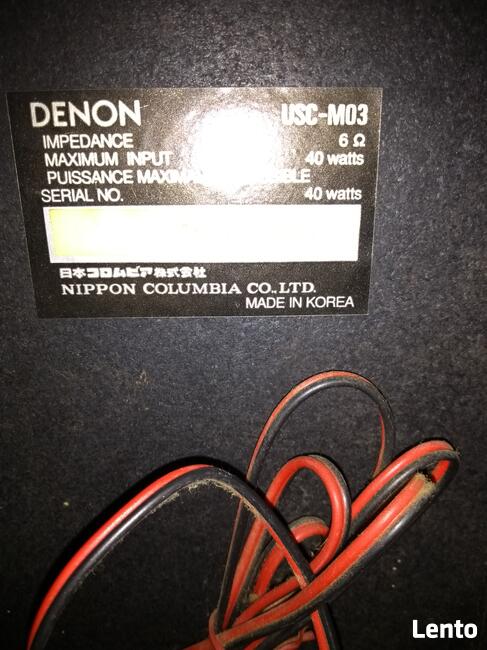 DENON USC-M03
IMPEDANCE 6 Ω
MAXIMUM INPUT 40 watts
PUISSANCE
SERIAL NO. 40 watts
日本コロムビア株式会社
NIPPON COLUMBIA CO.,LTD.
MADE IN KOREA
Lento